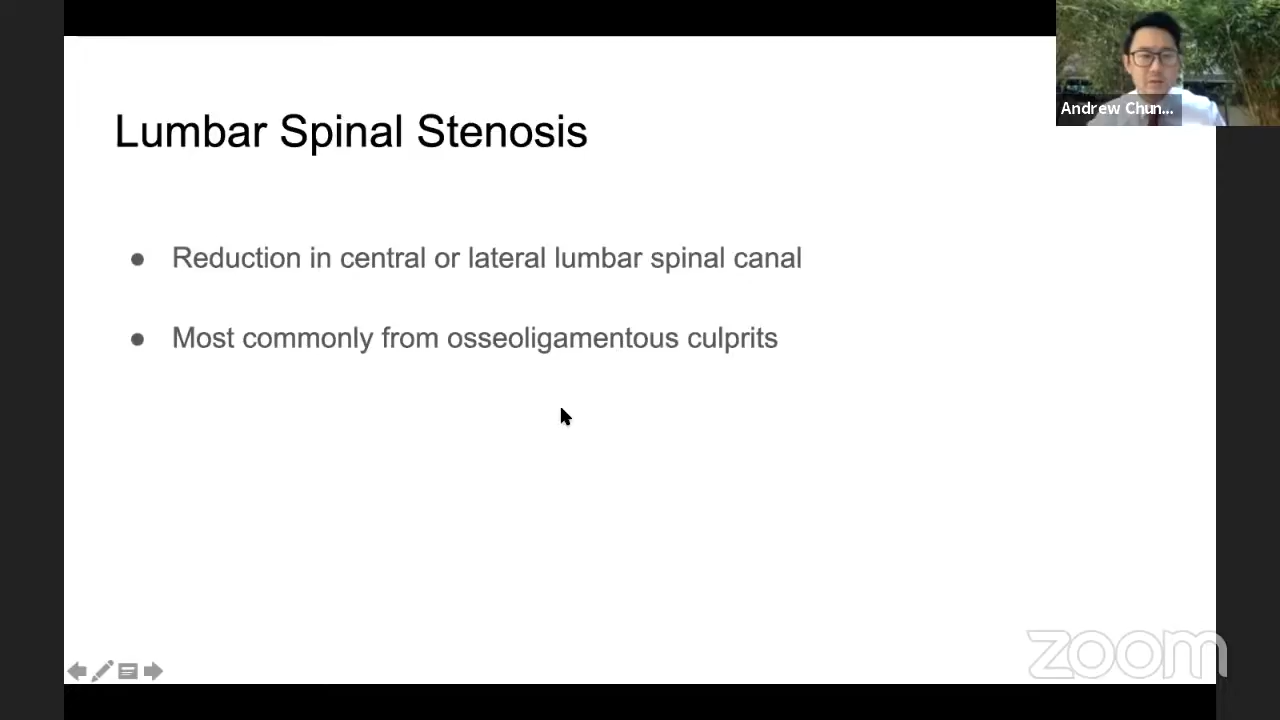 Andrew Chun...
Lumbar Spinal Stenosis
● Reduction in central or lateral lumbar spinal canal
● Most commonly from osseoligamentous culprits
zoom